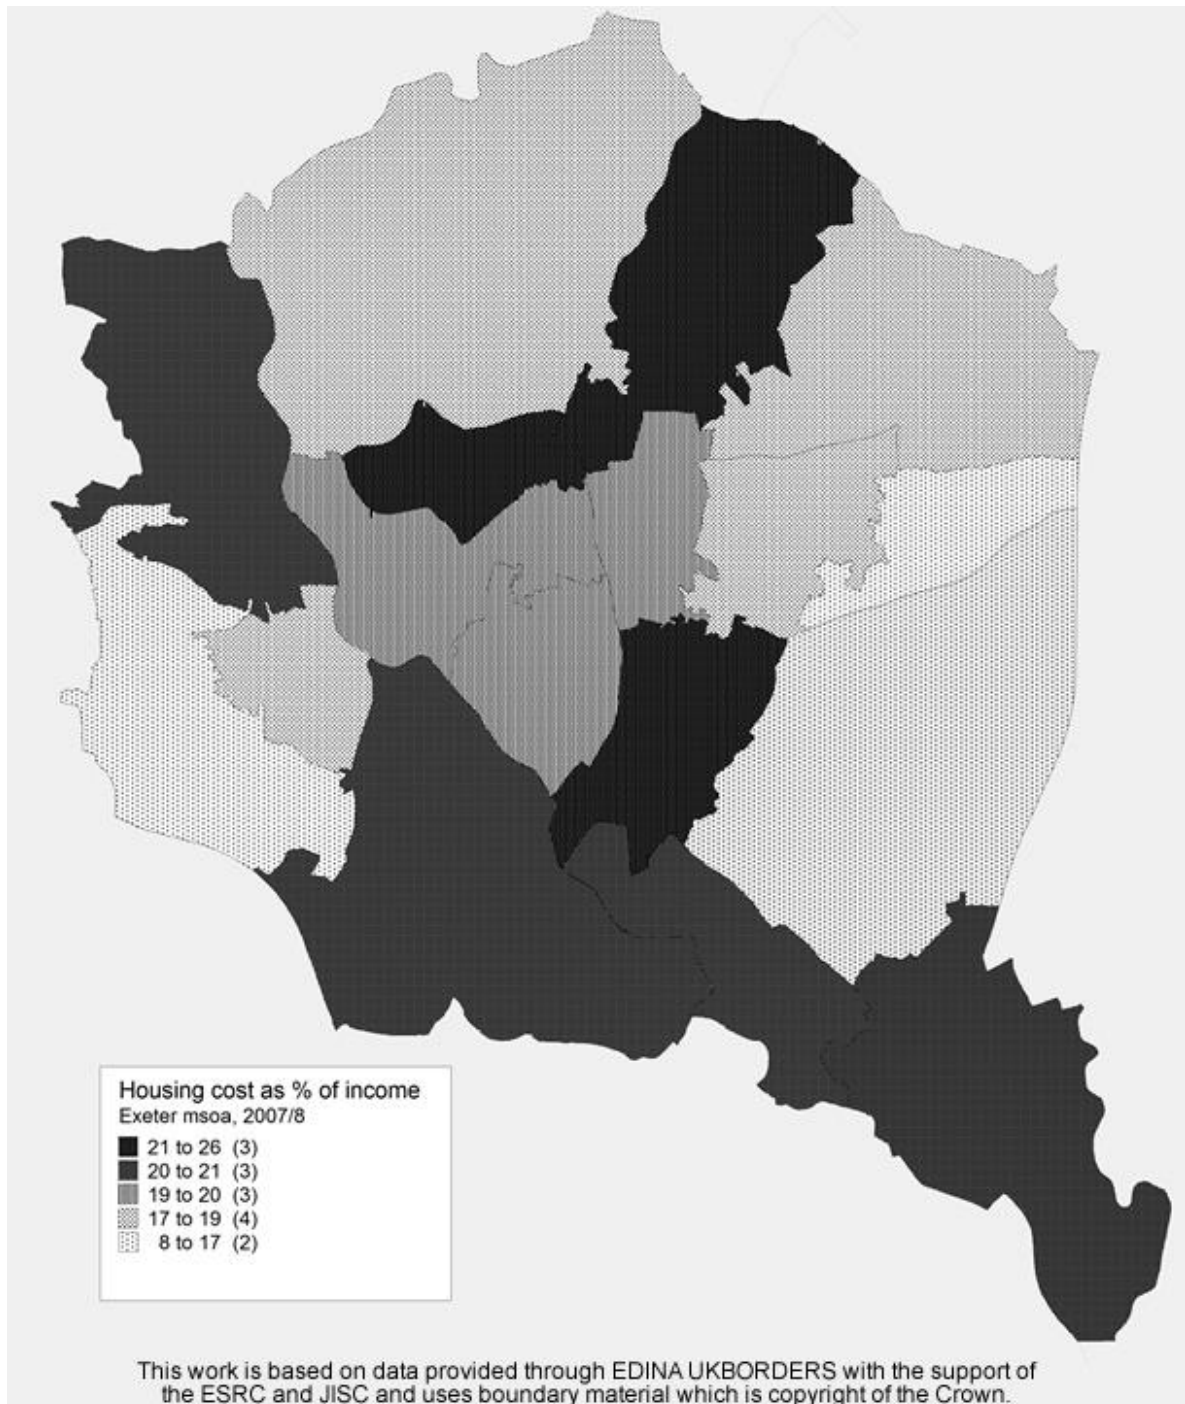 Housing cost as % of income
Exeter msoa, 2007/8
21 to 26 (3)
20 to 21 (3)
19 to 20 (3)
17 to 19 (4)
8 to 17 (2)
This work is based on data provided through EDINA UKBORDERS with the support of
the ESRC and JISC and uses boundary material which is copyright of the Crown.